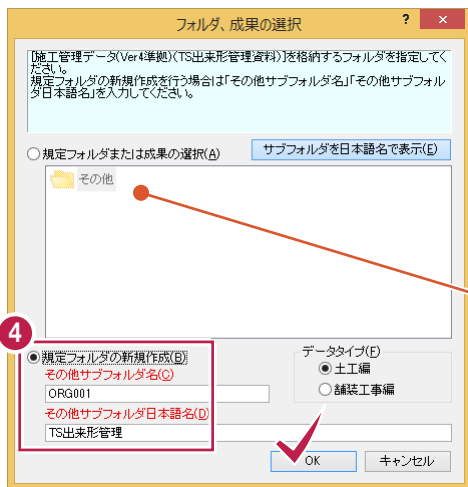 フォルダ、成果の選択
? ×
[施工管理データ(Ver4準拠)(TS出来形管理資料)]を格納するフォルダを指定してく
ださい。
規定フォルダの新規作成を行う場合は「その他サブフォルダ名」「その他サブフォル
ダ日本語名」を入力してください。
規定フォルダまたは成果の選択(A)
サブフォルダを日本語名で表示(E)
その他
4
規定フォルダの新規作成(B)
データタイプ(F)
その他サブフォルダ名(C)
土工編
ORG001
舗装工事編
その他サブフォルダ日本語名(D)
TS出来形管理
OK
キャンセル